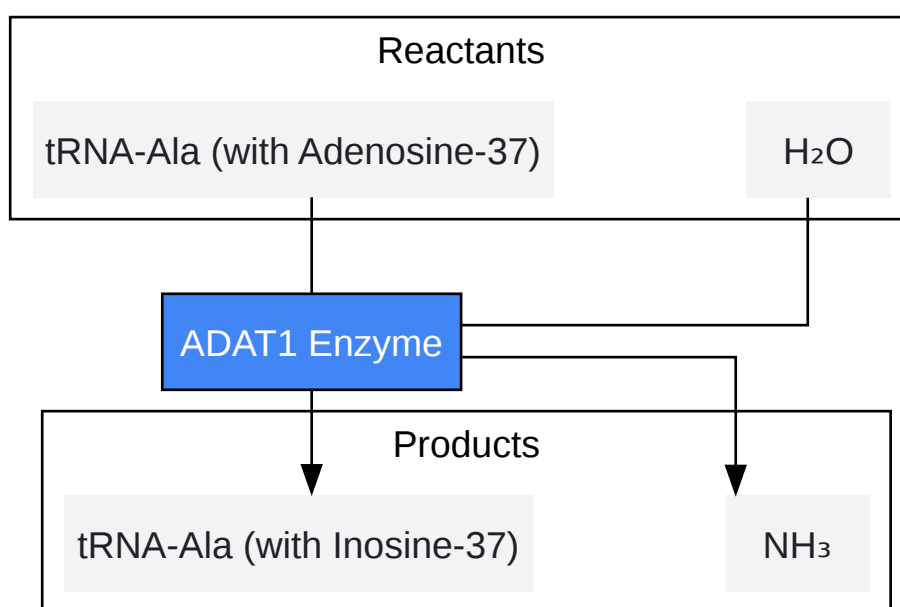 Reactants
tRNA-Ala (with Adenosine-37)
H₂O
ADAT1 Enzyme
Products
tRNA-Ala (with Inosine-37)
NH₃